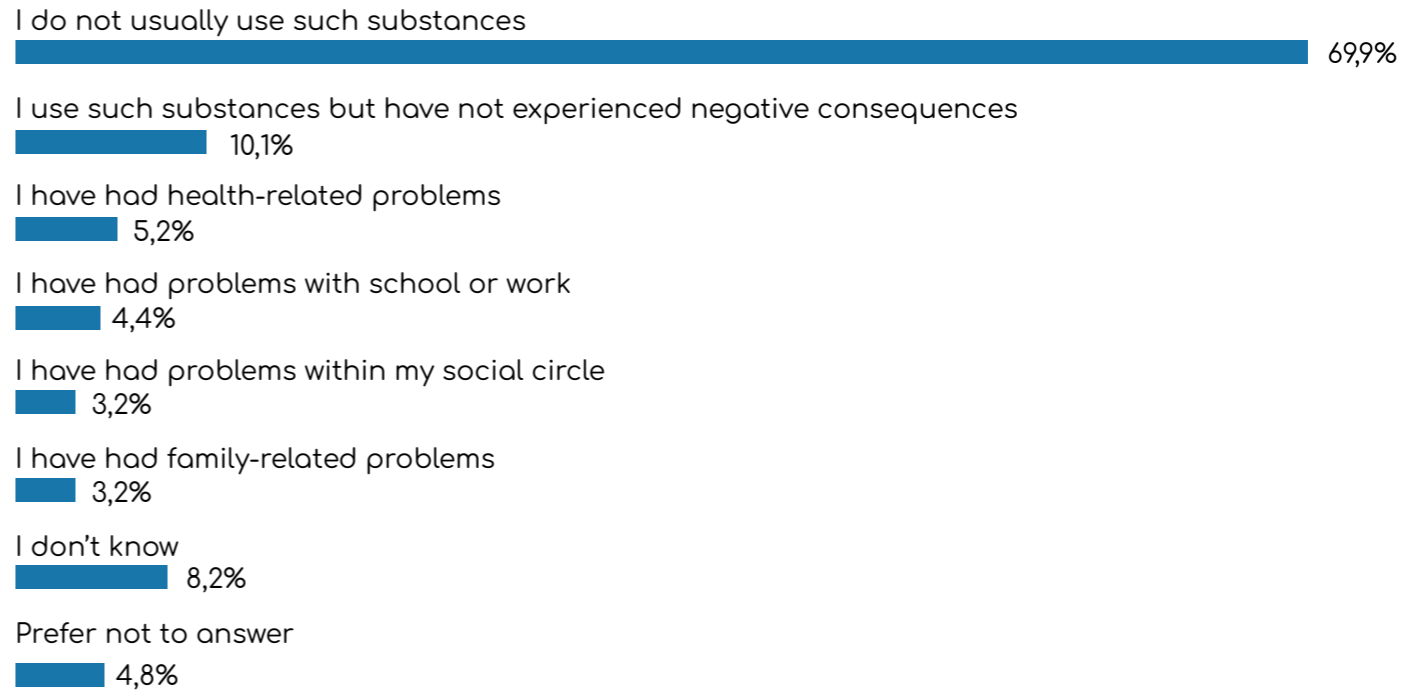 I do not usually use such substances
69,9%
I use such substances but have not experienced negative consequences
10,1%
I have had health-related problems
5,2%
I have had problems with school or work
4,4%
I have had problems within my social circle
3,2%
I have had family-related problems
3,2%
I don’t know
8,2%
Prefer not to answer
4,8%